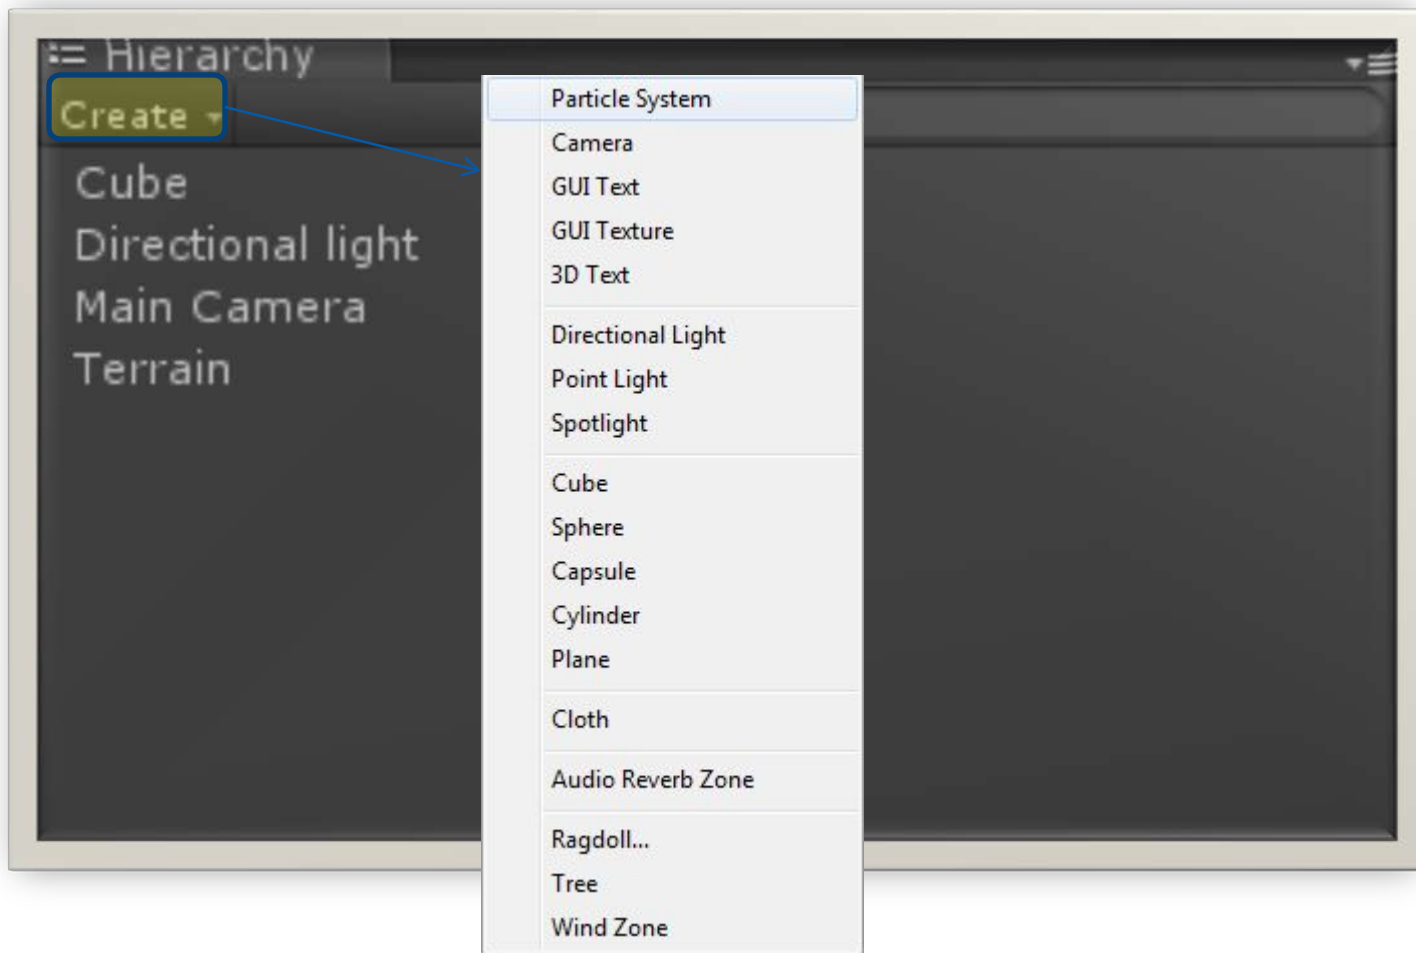 Hierarchy
Create
Cube
Directional light
Main Camera
Terrain
Particle System
Camera
GUI Text
GUI Texture
3D Text
Directional Light
Point Light
Spotlight
Cube
Sphere
Capsule
Cylinder
Plane
Cloth
Audio Reverb Zone
Ragdoll...
Tree
Wind Zone